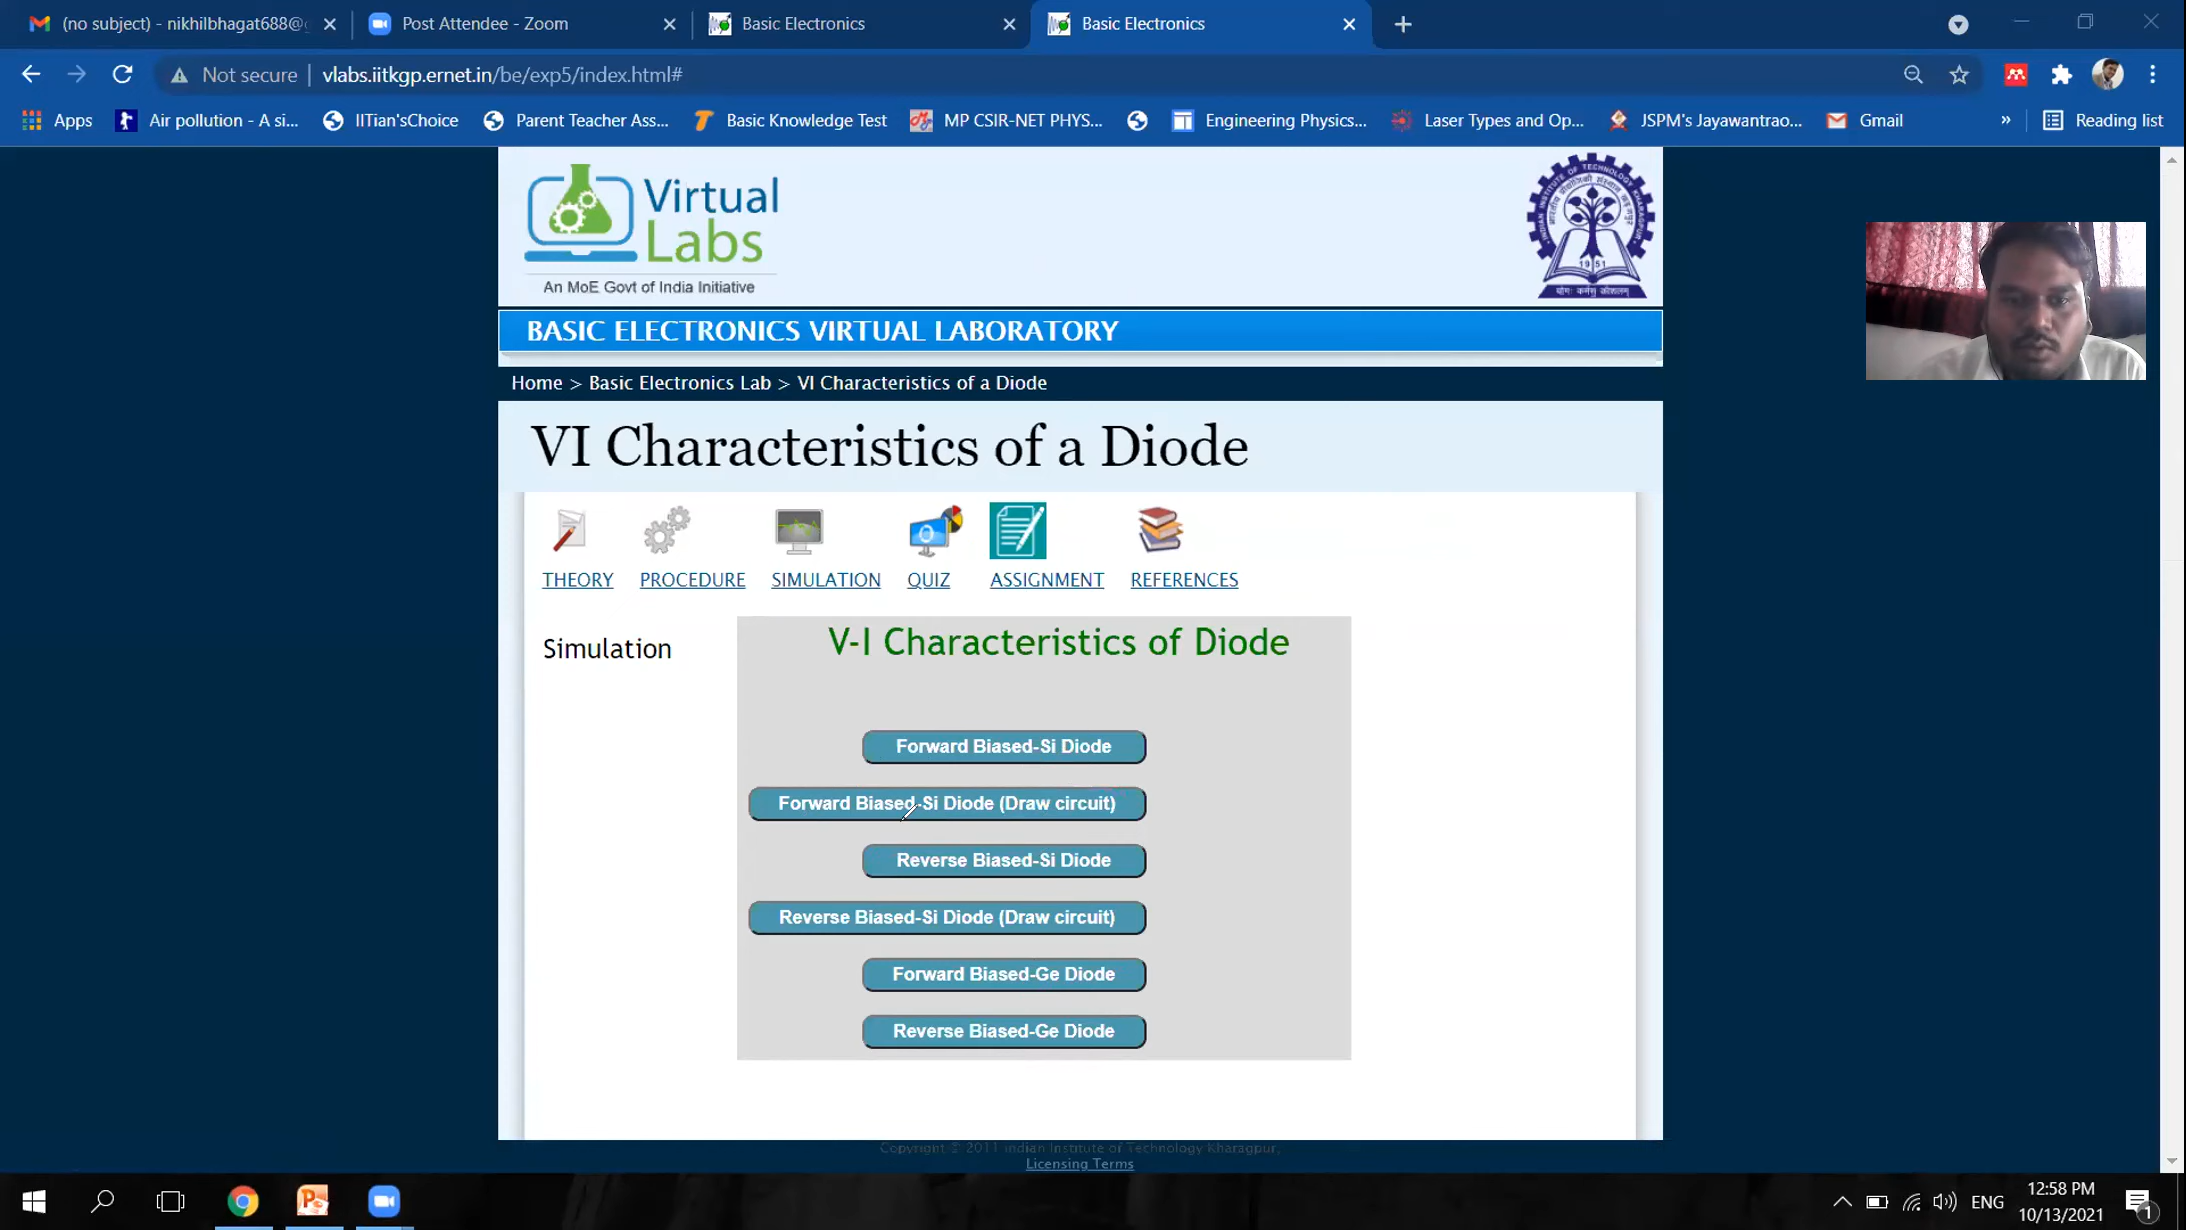 (no subject) - nikhilbhagat688@g
Post Attendee - Zoom
Basic Electronics
Basic Electronics
Not secure
vlabs.iitkgp.ernet.in/be/exp5/index.html#
Apps
Air pollution - A si...
IITian'sChoice
Parent Teacher Ass...
Basic Knowledge Test
MP CSIR-NET PHYS...
Engineering Physics...
Laser Types and Op...
JSPM's Jayawantrao...
Gmail
»
Reading list
Virtual
Labs
An MoE Govt of India Initiative
1951
BASIC ELECTRONICS VIRTUAL LABORATORY
Home > Basic Electronics Lab > VI Characteristics of a Diode
VI Characteristics of a Diode
THEORY
PROCEDURE
SIMULATION
QUIZ
ASSIGNMENT
REFERENCES
Simulation
V-I Characteristics of Diode
Forward Biased-Si Diode
Forward Biased-Si Diode (Draw circuit)
Reverse Biased-Si Diode
Reverse Biased-Si Diode (Draw circuit)
Forward Biased-Ge Diode
Reverse Biased-Ge Diode
Copyright © 2011 Indian Institute of Technology Kharagpur,
Licensing Terms
ENG
12:58 PM
10/13/2021
1